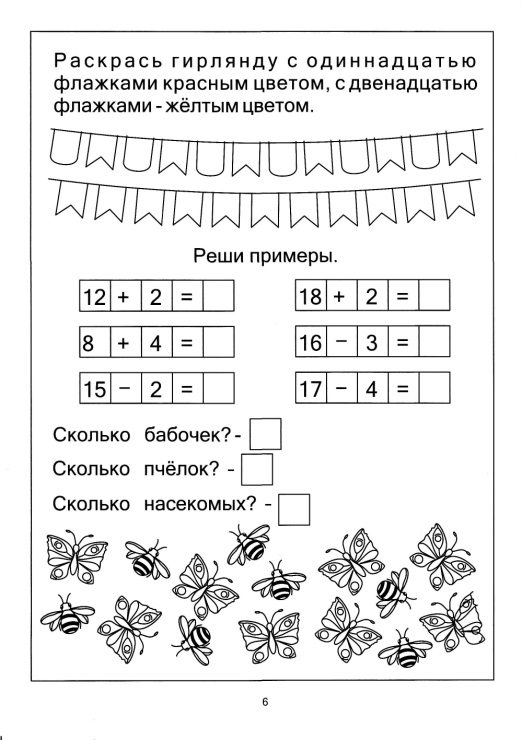 Раскрась гирлянду с одиннадцатью
флажками красным цветом, с двенадцатью
флажками - жёлтым цветом.
Реши примеры.
12 + 2 =
18 + 2 =
8 + 4 =
16 − 3 =
15 − 2 =
17 − 4 =
Сколько бабочек? -
Сколько пчёлок? -
Сколько насекомых? -
6